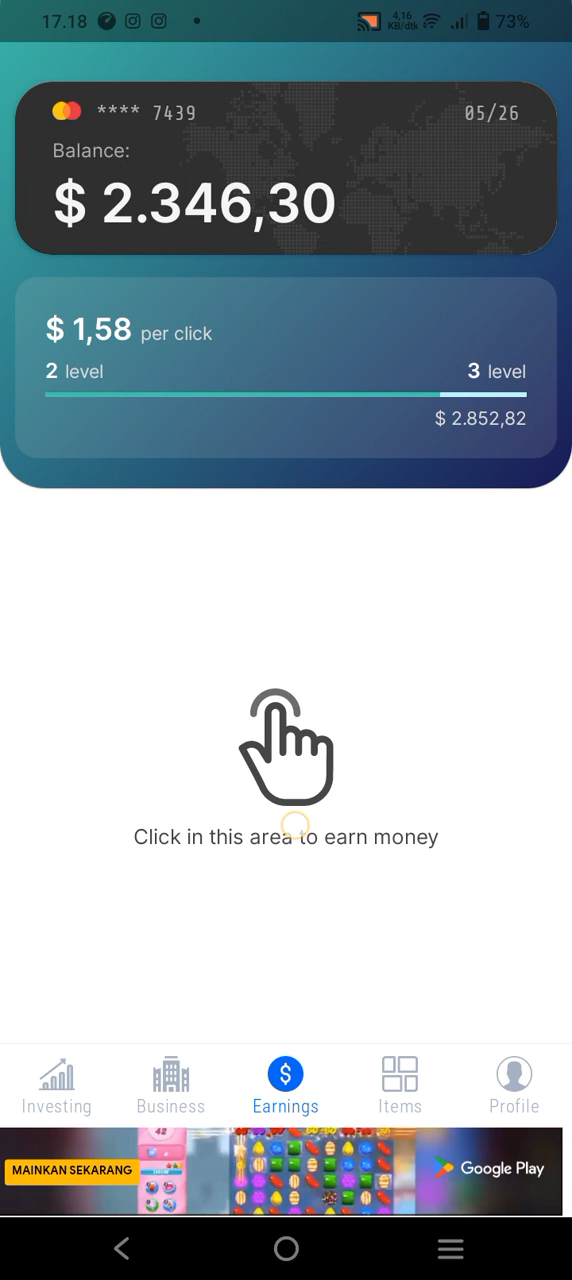 17.18
4,16
KB/dtk
73%
**** 7439
05/26
Balance:
$ 2.346,30
$ 1,58 per click
2 level
3 level
$ 2.852,82
Click in this area to earn money
$
Investing
Business
Earnings
Items
Profile
42
MAINKAN SEKARANG
Google Play